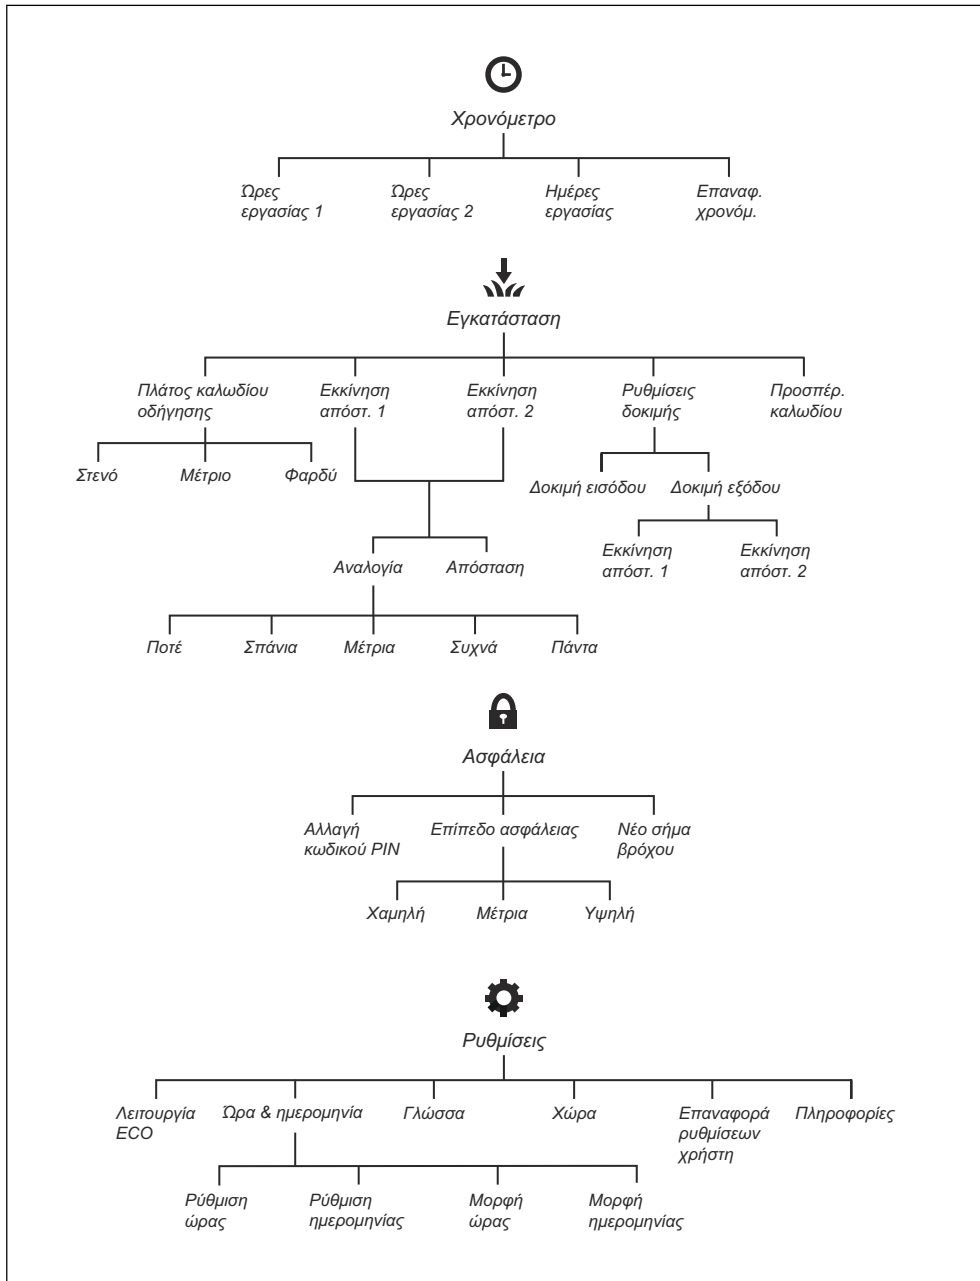 Χρονόμετρο
Ώρες
εργασίας 1
Ώρες
εργασίας 2
Ημέρες
εργασίας
Επαναφ.
χρονόμ.
Εγκατάσταση
Πλάτος καλωδίου
οδήγησης
Εκκίνηση
απόστ. 1
Εκκίνηση
απόστ. 2
Ρυθμίσεις
δοκιμής
Προσπέρ.
καλωδίου
Στενό
Μέτριο
Φαρδύ
Δοκιμή εισόδου
Δοκιμή εξόδου
Εκκίνηση
απόστ. 1
Εκκίνηση
απόστ. 2
Αναλογία
Απόσταση
Ποτέ
Σπάνια
Μέτρια
Συχνά
Πάντα
Ασφάλεια
Αλλαγή
κωδικού PIN
Επίπεδο ασφάλειας
Νέο σήμα
βρόχου
Χαμηλή
Μέτρια
Υψηλή
Ρυθμίσεις
Λειτουργία
ECO
Ώρα & ημερομηνία
Γλώσσα
Χώρα
Επαναφορά
ρυθμίσεων
χρήστη
Πληροφορίες
Ρύθμιση
ώρας
Ρύθμιση
ημερομηνίας
Μορφή
ώρας
Μορφή
ημερομηνίας